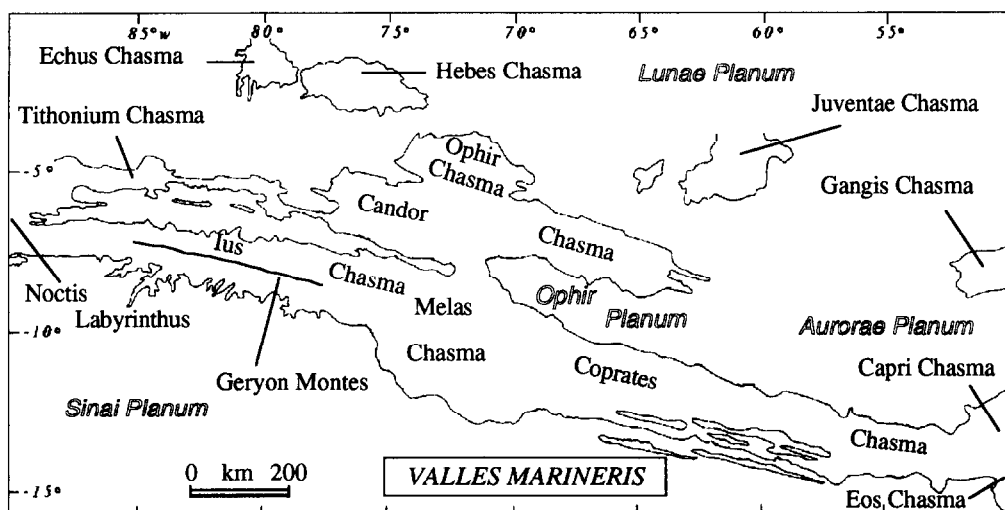 85°W 80° 75° 70° 65° 60° 55°
Echus Chasma
Hebes Chasma
Lunae Planum
Juventae Chasma
Tithonium Chasma
Ophir
Chasma
-5°
Gangis Chasma
Candor
Chasma
Ius
Chasma
Noctis
Labyrinthus
Melas
Ophir
Planum
-10°
Aurorae Planum
Chasma
Capri Chasma
Geryon Montes
Coprates
Sinai Planum
Chasma
0 km 200
VALLES MARINERIS
-15°
Eos Chasma